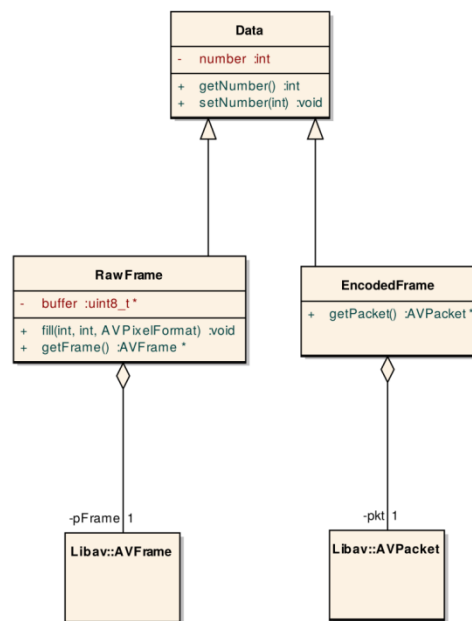 Data
- number :int
+ getNumber() :int
+ setNumber(int) :void
RawFrame
- buffer :uint8_t *
+ fill(int, int, AVPixelFormat) :void
+ getFrame() :AVFrame *
EncodedFrame
+ getPacket() :AVPacket *
-pFrame 1
-pkt 1
Libav::AVFrame
Libav::AVPacket